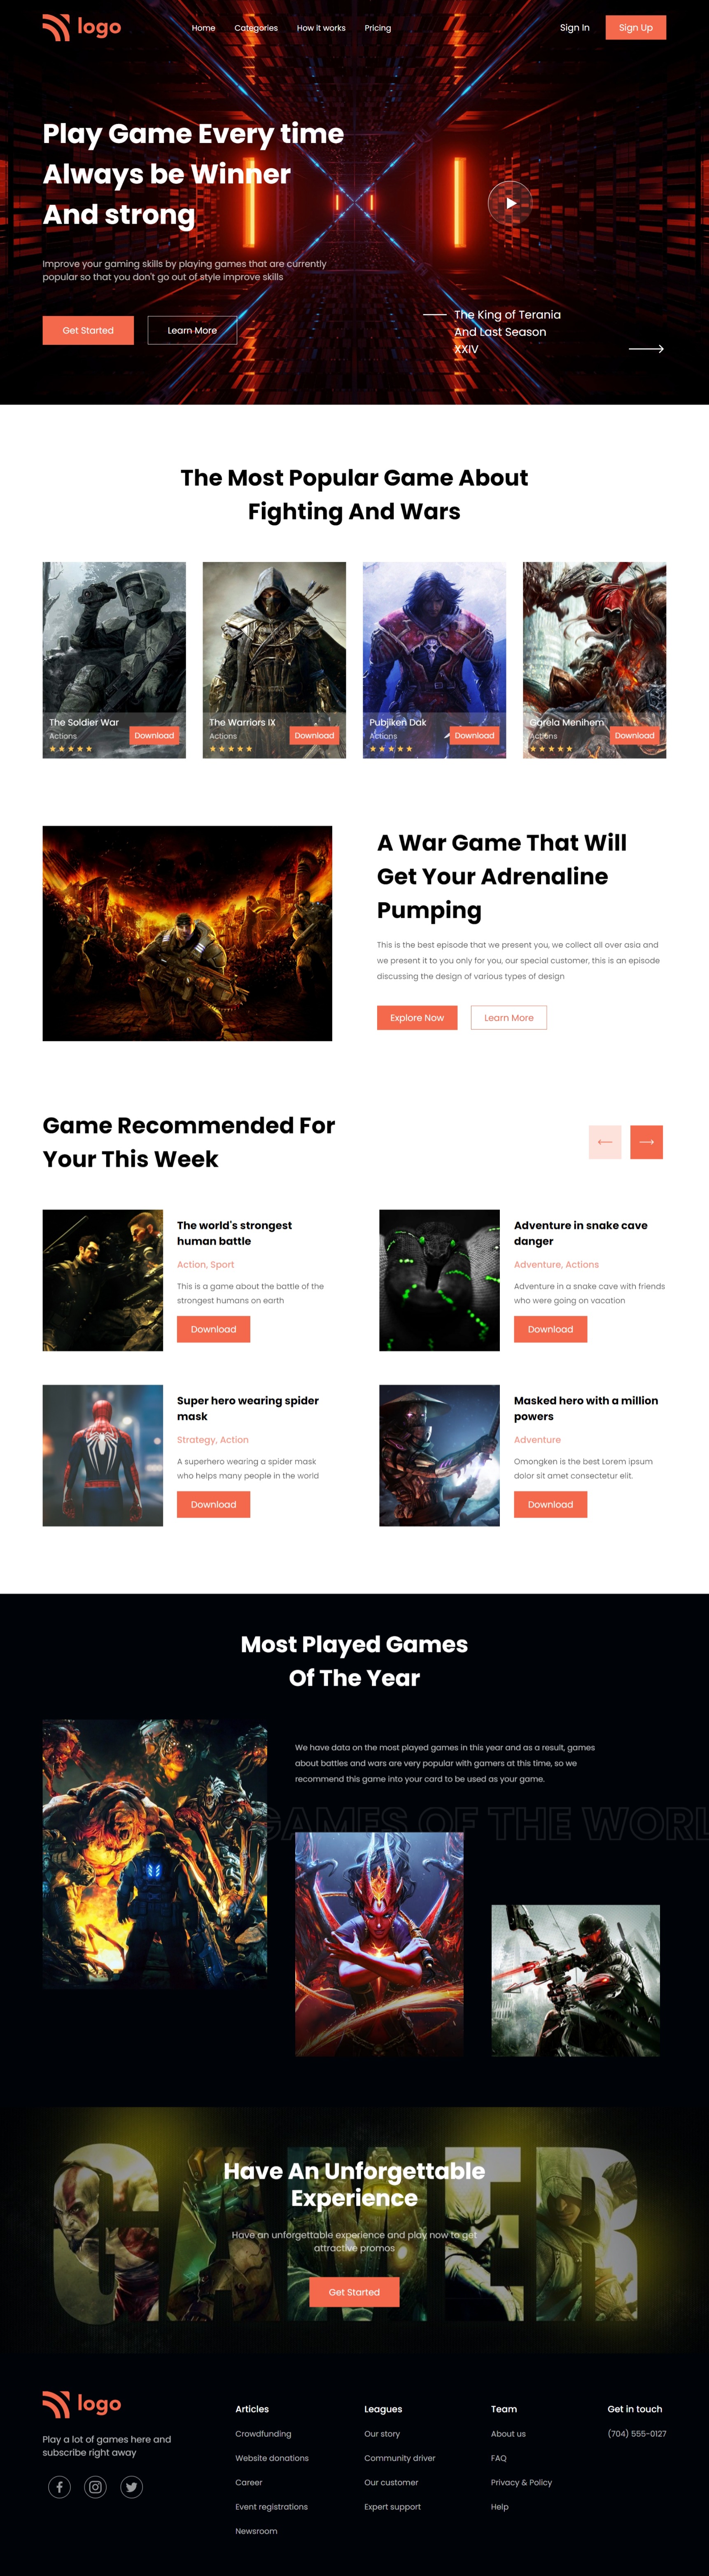 logo
Home Categories How it works Pricing
Sign In Sign Up
Play Game Every time
Always be Winner
And strong
Improve your gaming skills by playing games that are currently
popular so that you don't go out of style improve skills
Get Started Learn More
The King of Terania
And Last Season
XXIV
The Most Popular Game About
Fighting And Wars
The Soldier War
Actions
Download
The Warriors IX
Actions
Download
Pubjiken Dak
Actions
Download
Garela Menihem
Actions
Download
A War Game That Will
Get Your Adrenaline
Pumping
This is the best episode that we present you, we collect all over asia and
we present it to you only for you, our special customer, this is an episode
discussing the design of various types of design
Explore Now Learn More
Game Recommended For
Your This Week
The world's strongest
human battle
Action, Sport
This is a game about the battle of the
strongest humans on earth
Download
Adventure in snake cave
danger
Adventure, Actions
Adventure in a snake cave with friends
who were going on vacation
Download
Super hero wearing spider
mask
Strategy, Action
A superhero wearing a spider mask
who helps many people in the world
Download
Masked hero with a million
powers
Adventure
Omongken is the best Lorem ipsum
dolor sit amet consectetur elit.
Download
Most Played Games
Of The Year
We have data on the most played games in this year and as a result, games
about battles and wars are very popular with gamers at this time, so we
recommend this game into your card to be used as your game.
GAMES OF THE WORL
GAMER
Have An Unforgettable
Experience
Have an unforgettable experience and play now to get
attractive promos
Get Started
logo
Play a lot of games here and
subscribe right away
Articles
Crowdfunding
Website donations
Career
Event registrations
Newsroom
Leagues
Our story
Community driver
Our customer
Expert support
Team
About us
FAQ
Privacy & Policy
Help
Get in touch
(704) 555-0127